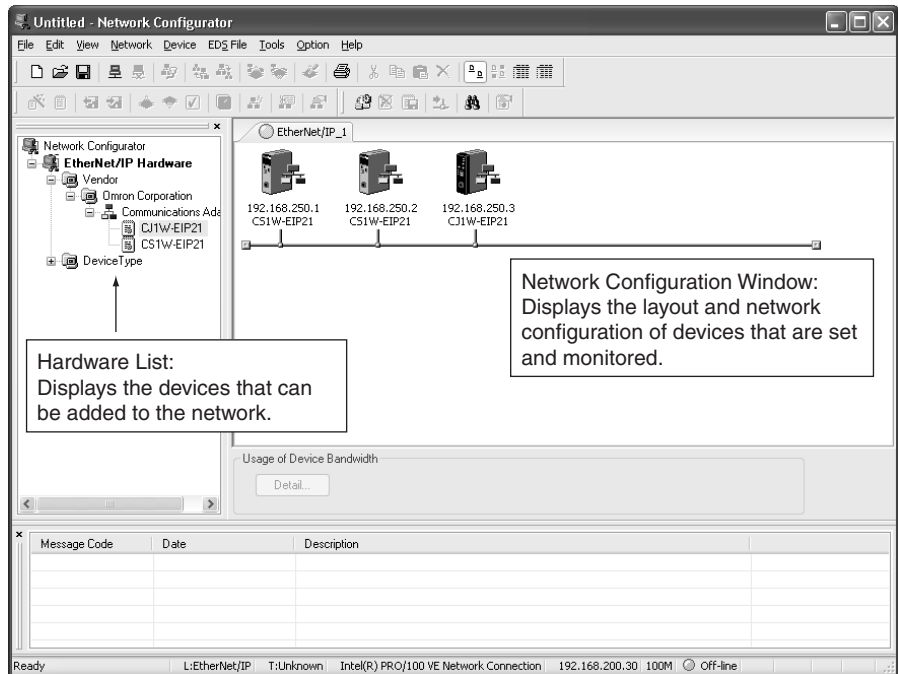 Untitled - Network Configurator
File Edit View Network Device EDS File Tools Option Help
Network Configurator
EtherNet/IP Hardware
Vendor
Omron Corporation
Communications Ada
CJ1W-EIP21
CS1W-EIP21
DeviceType
EtherNet/IP_1
192.168.250.1 192.168.250.2 192.168.250.3
CS1W-EIP21 CS1W-EIP21 CJ1W-EIP21
Network Configuration Window:
Displays the layout and network
configuration of devices that are set
and monitored.
Hardware List:
Displays the devices that can
be added to the network.
Usage of Device Bandwidth
Detail...
Message Code Date Description
Ready L:EtherNet/IP T:Unknown Intel(R) PRO/100 VE Network Connection 192.168.200.30 100M Off-line